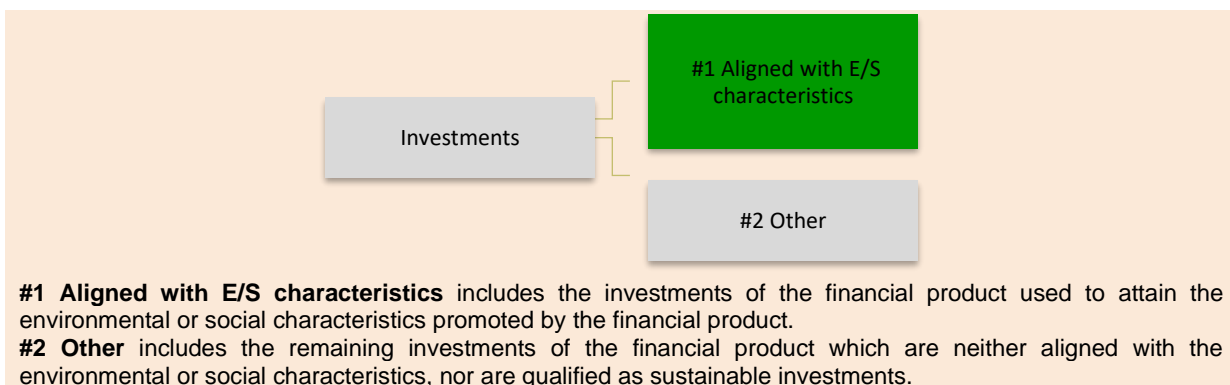 #1 Aligned with E/S
characteristics
Investments
#2 Other
#1 Aligned with E/S characteristics includes the investments of the financial product used to attain the
environmental or social characteristics promoted by the financial product.
#2 Other includes the remaining investments of the financial product which are neither aligned with the
environmental or social characteristics, nor are qualified as sustainable investments.